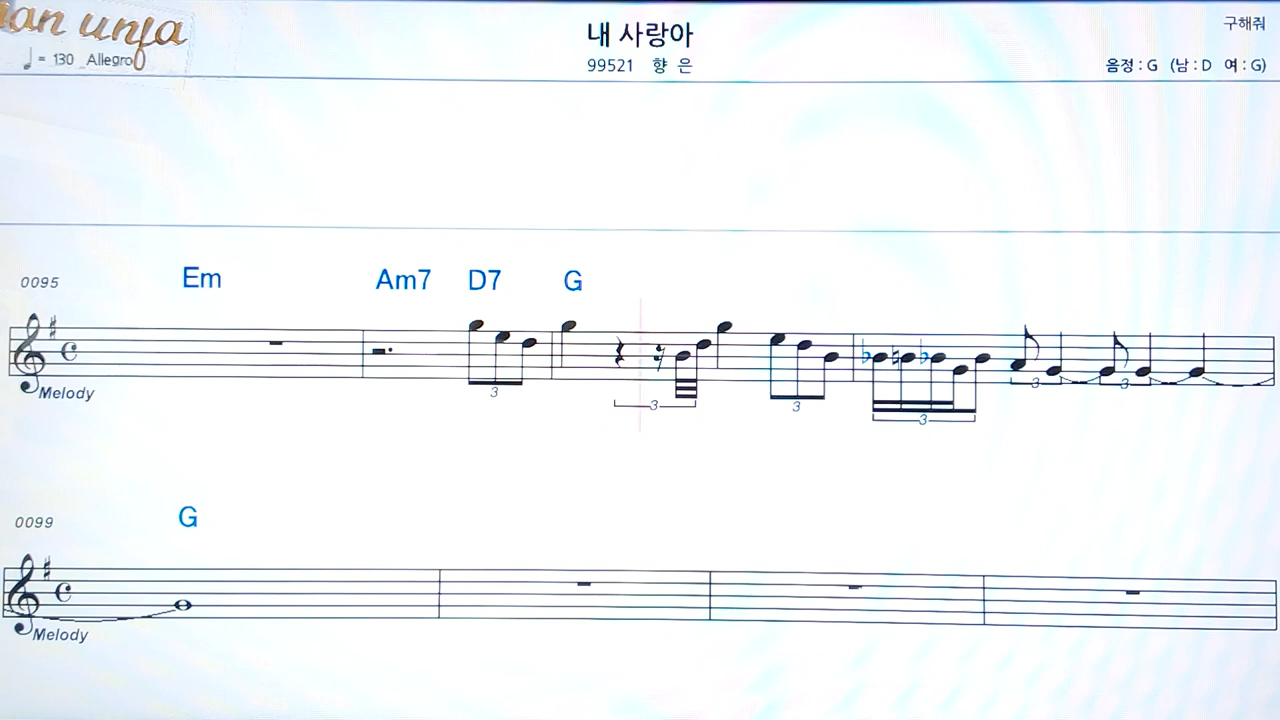 구해줘
내 사랑아
♩ = 130 Allegro
99521 향 은
음정 : G (남 : D 여 : G)
0095
Em Am7 D7 G
Melody
3 3 3 3 3 3
0099
G
Melody